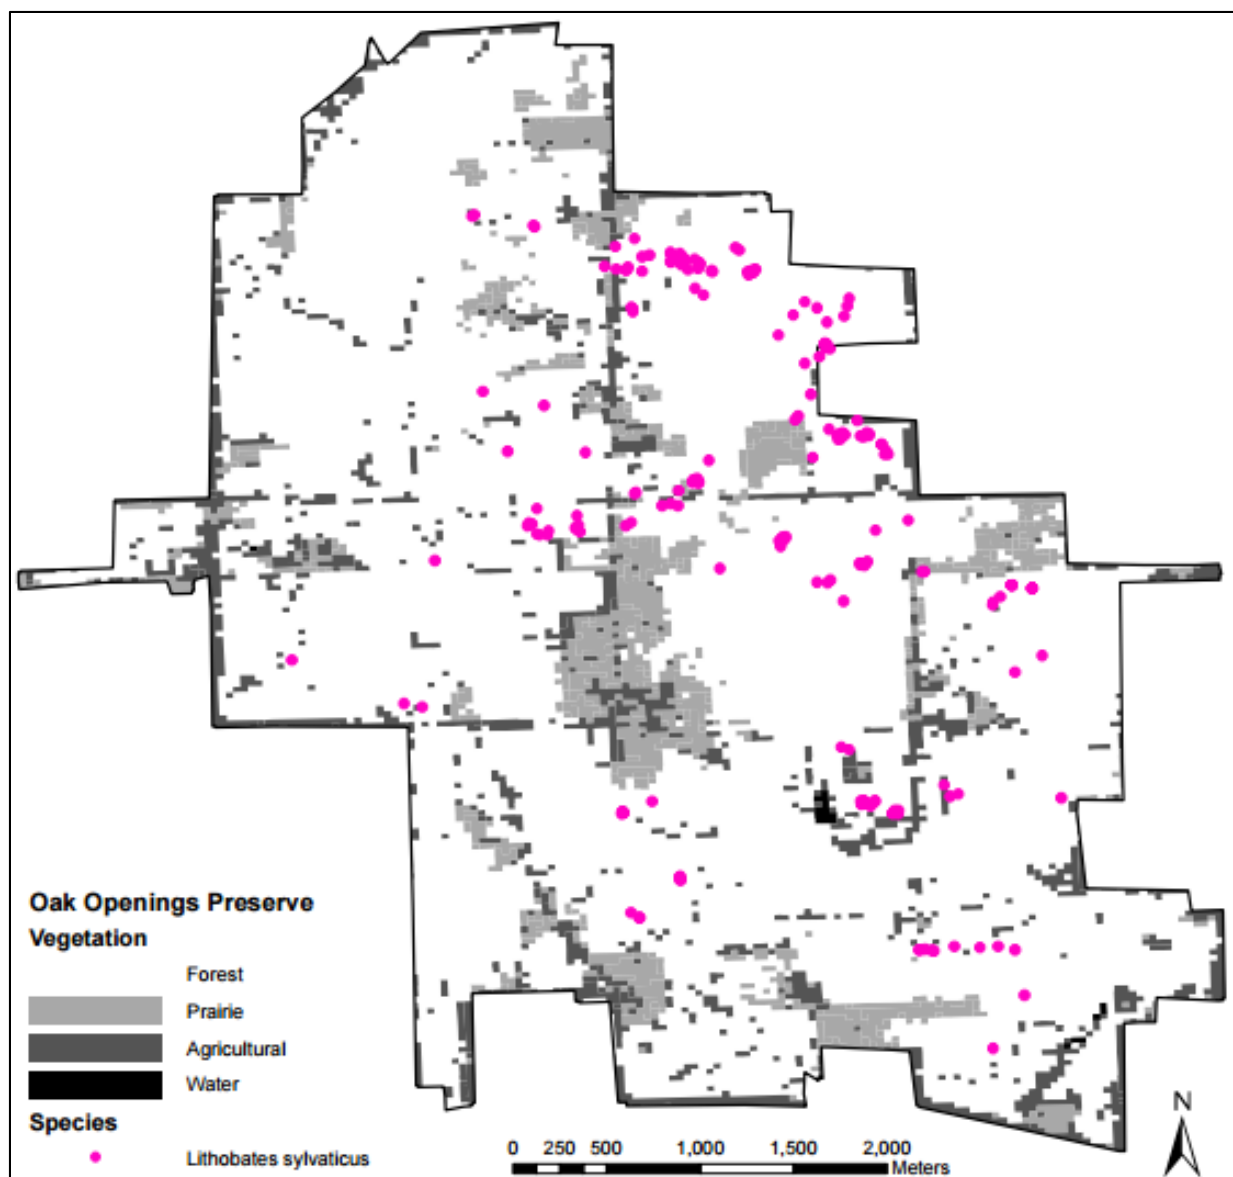 Oak Openings Preserve
Vegetation
Forest
Prairie
Agricultural
Water
Species
Lithobates sylvaticus
0 250 500 1,000 1,500 2,000
Meters
N